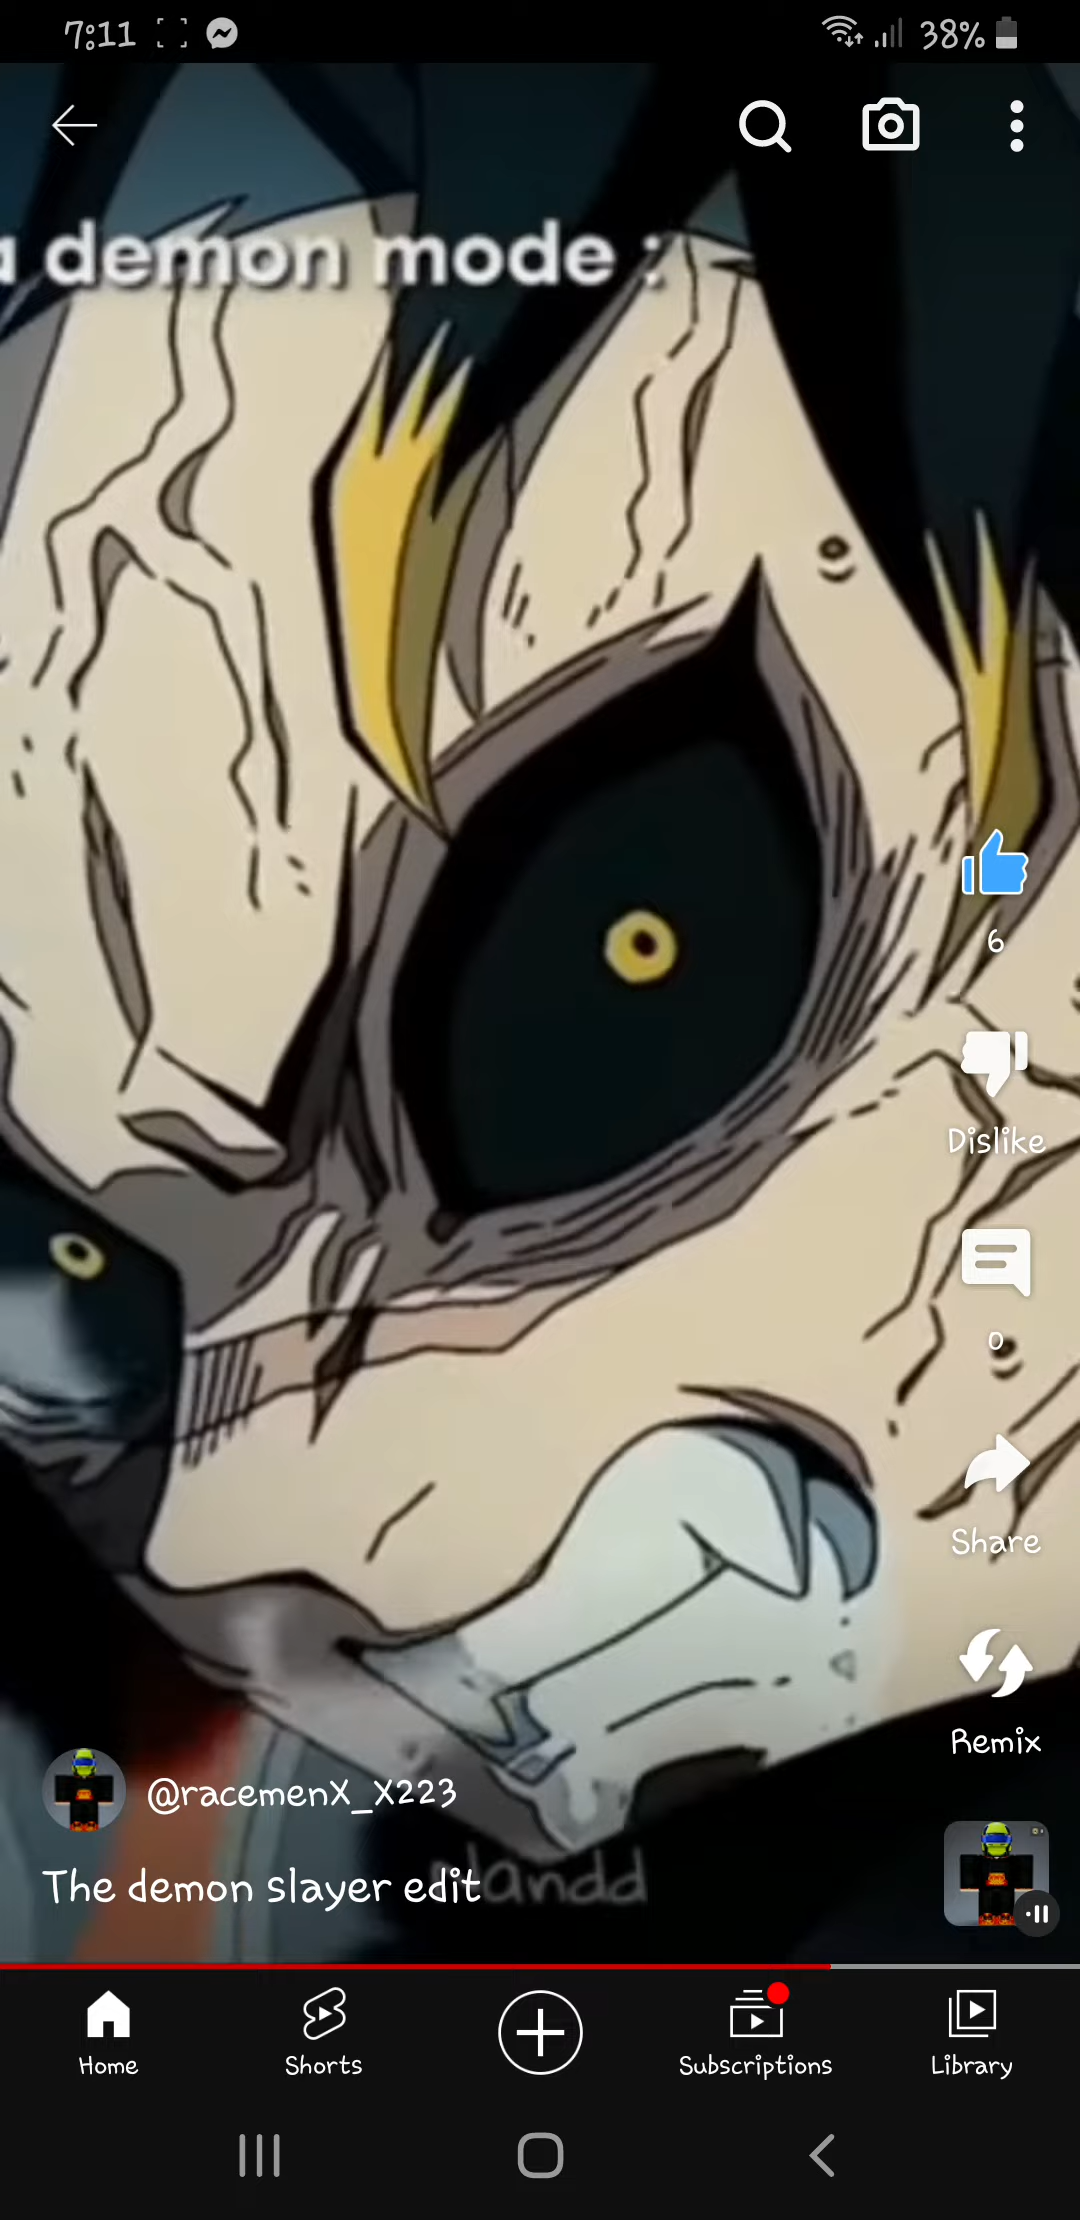 7:11
38%
a demon mode :
6
Dislike
0
Share
Remix
@racemenX_X223
The demon slayer edit
Home
Shorts
Subscriptions
Library